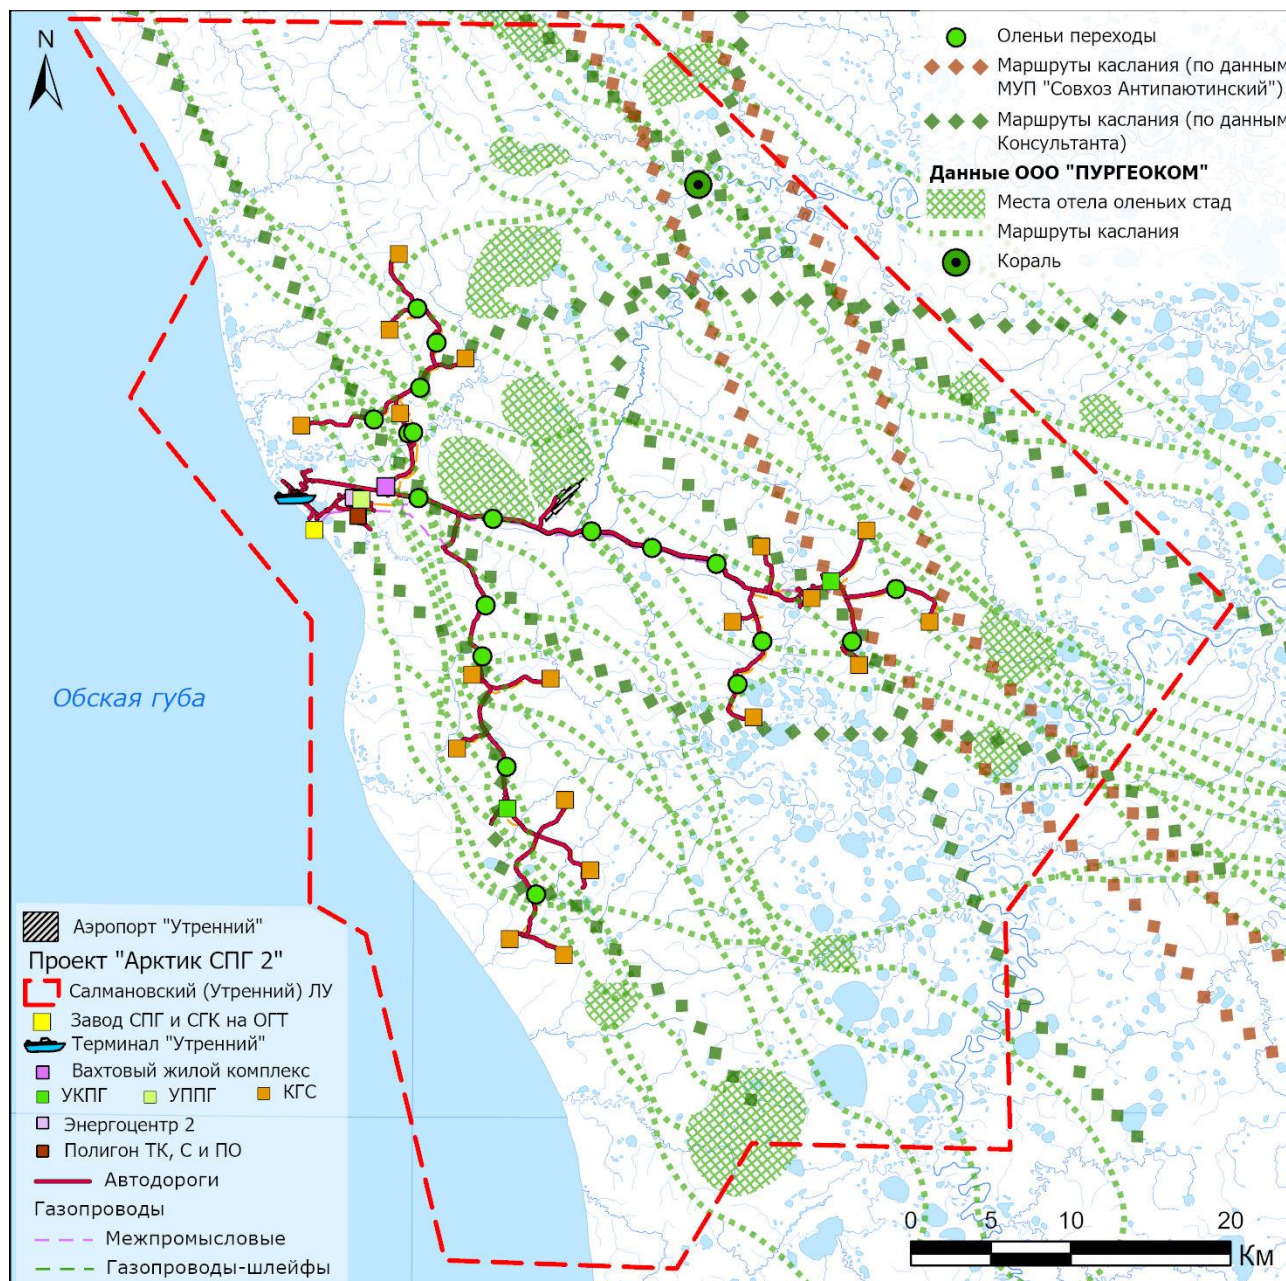 N
Оленьи переходы
Маршруты каслания (по данным
МУП "Совхоз Антипаютинский")
Маршруты каслания (по данным
Консультанта)
Данные ООО "ПУРГЕОКОМ"
Места отела оленьих стад
Маршруты каслания
Кораль
Обская губа
Аэропорт "Утренний"
Проект "Арктик СПГ 2"
Салмановский (Утренний) ЛУ
Завод СПГ и СГК на ОГТ
Терминал "Утренний"
Вахтовый жилой комплекс
УКПГ УППГ КГС
Энергоцентр 2
Полигон ТК, С и ПО
Автодороги
Газопроводы
Межпромысловые
Газопроводы-шлейфы
0 5 10 20
Км